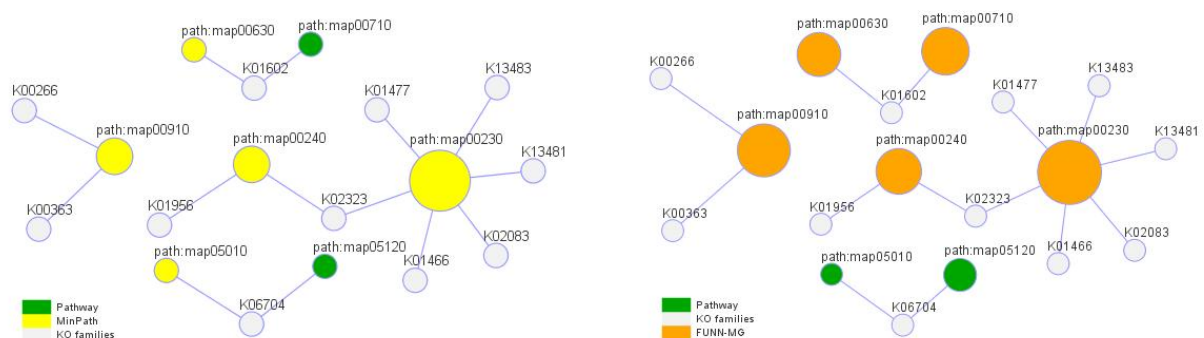 path:map00630
path:map00710
K01602
K00266
K01477
K13483
path:map00910
path:map00240
path:map00230
K13481
K00363
K01956
K02323
K02083
K01466
path:map05010
path:map05120
K06704
Pathway
MinPath
KO families
path:map00630
path:map00710
K01602
K00266
K01477
K13483
path:map00910
path:map00240
path:map00230
K13481
K00363
K01956
K02323
K02083
K01466
path:map05010
path:map05120
K06704
Pathway
KO families
FUNN-MG